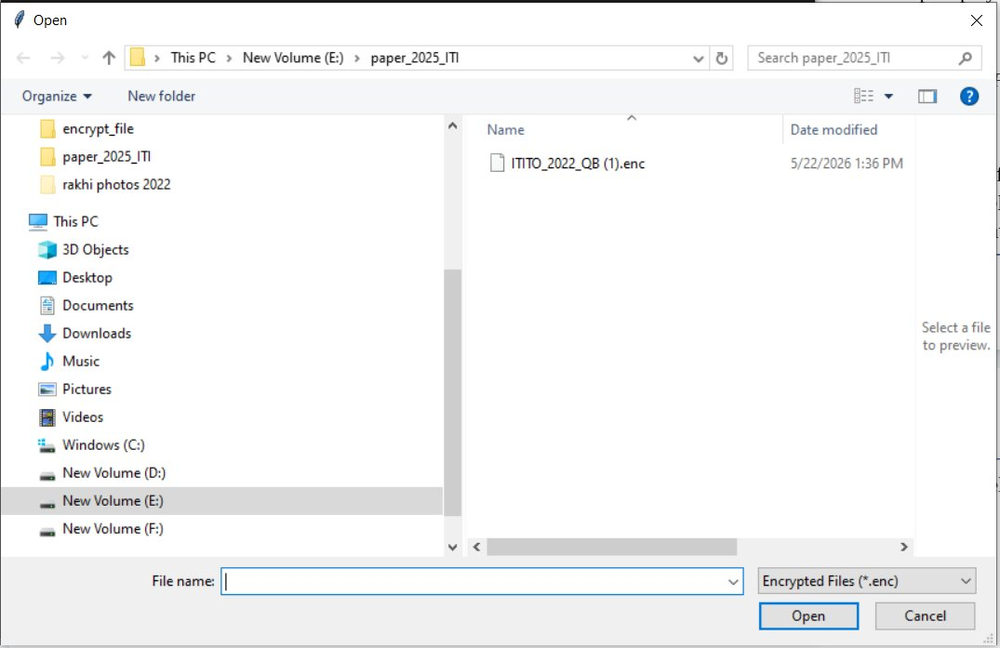 Open
This PC > New Volume (E:) > paper_2025_ITI
Search paper_2025_ITI
Organize
New folder
encrypt_file
paper_2025_ITI
rakhi photos 2022
This PC
3D Objects
Desktop
Documents
Downloads
Music
Pictures
Videos
Windows (C:)
New Volume (D:)
New Volume (E:)
New Volume (F:)
Name
Date modified
ITITO_2022_QB (1).enc
5/22/2026 1:36 PM
Select a file
to preview.
File name:
Encrypted Files (*.enc)
Open
Cancel